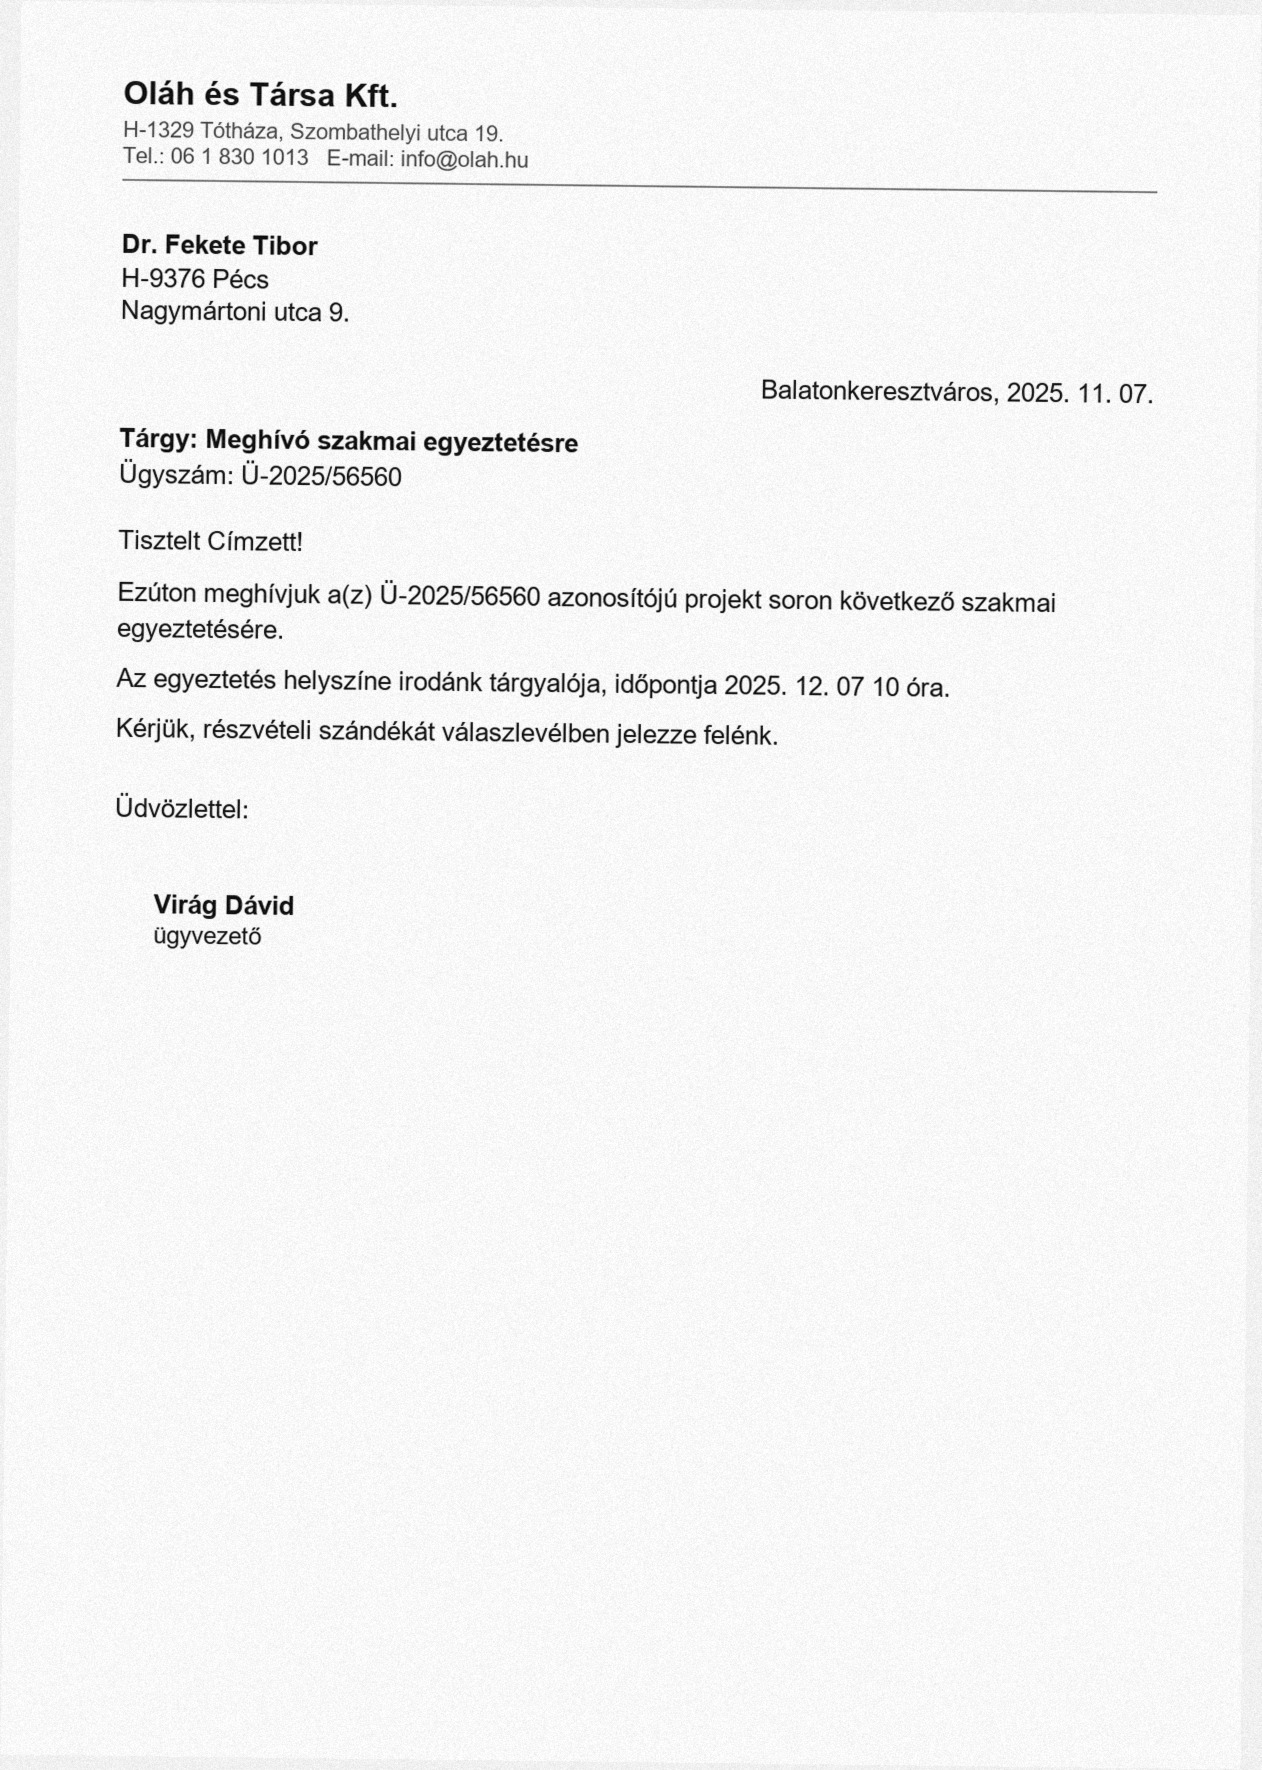 Oláh és Társa Kft.
H-1329 Tótháza, Szombathelyi utca 19.
Tel.: 06 1 830 1013 E-mail: info@olah.hu
Dr. Fekete Tibor
H-9376 Pécs
Nagymártoni utca 9.
Balatonkeresztváros, 2025. 11. 07.
Tárgy: Meghívó szakmai egyeztetésre
Ügyszám: Ü-2025/56560
Tisztelt Címzett!
Ezúton meghívjuk a(z) Ü-2025/56560 azonosítójú projekt soron következő szakmai
egyeztetésére.
Az egyeztetés helyszíne irodánk tárgyalója, időpontja 2025. 12. 07 10 óra.
Kérjük, részvételi szándékát válaszlevélben jelezze felénk.
Üdvözlettel:
Virág Dávid
ügyvezető